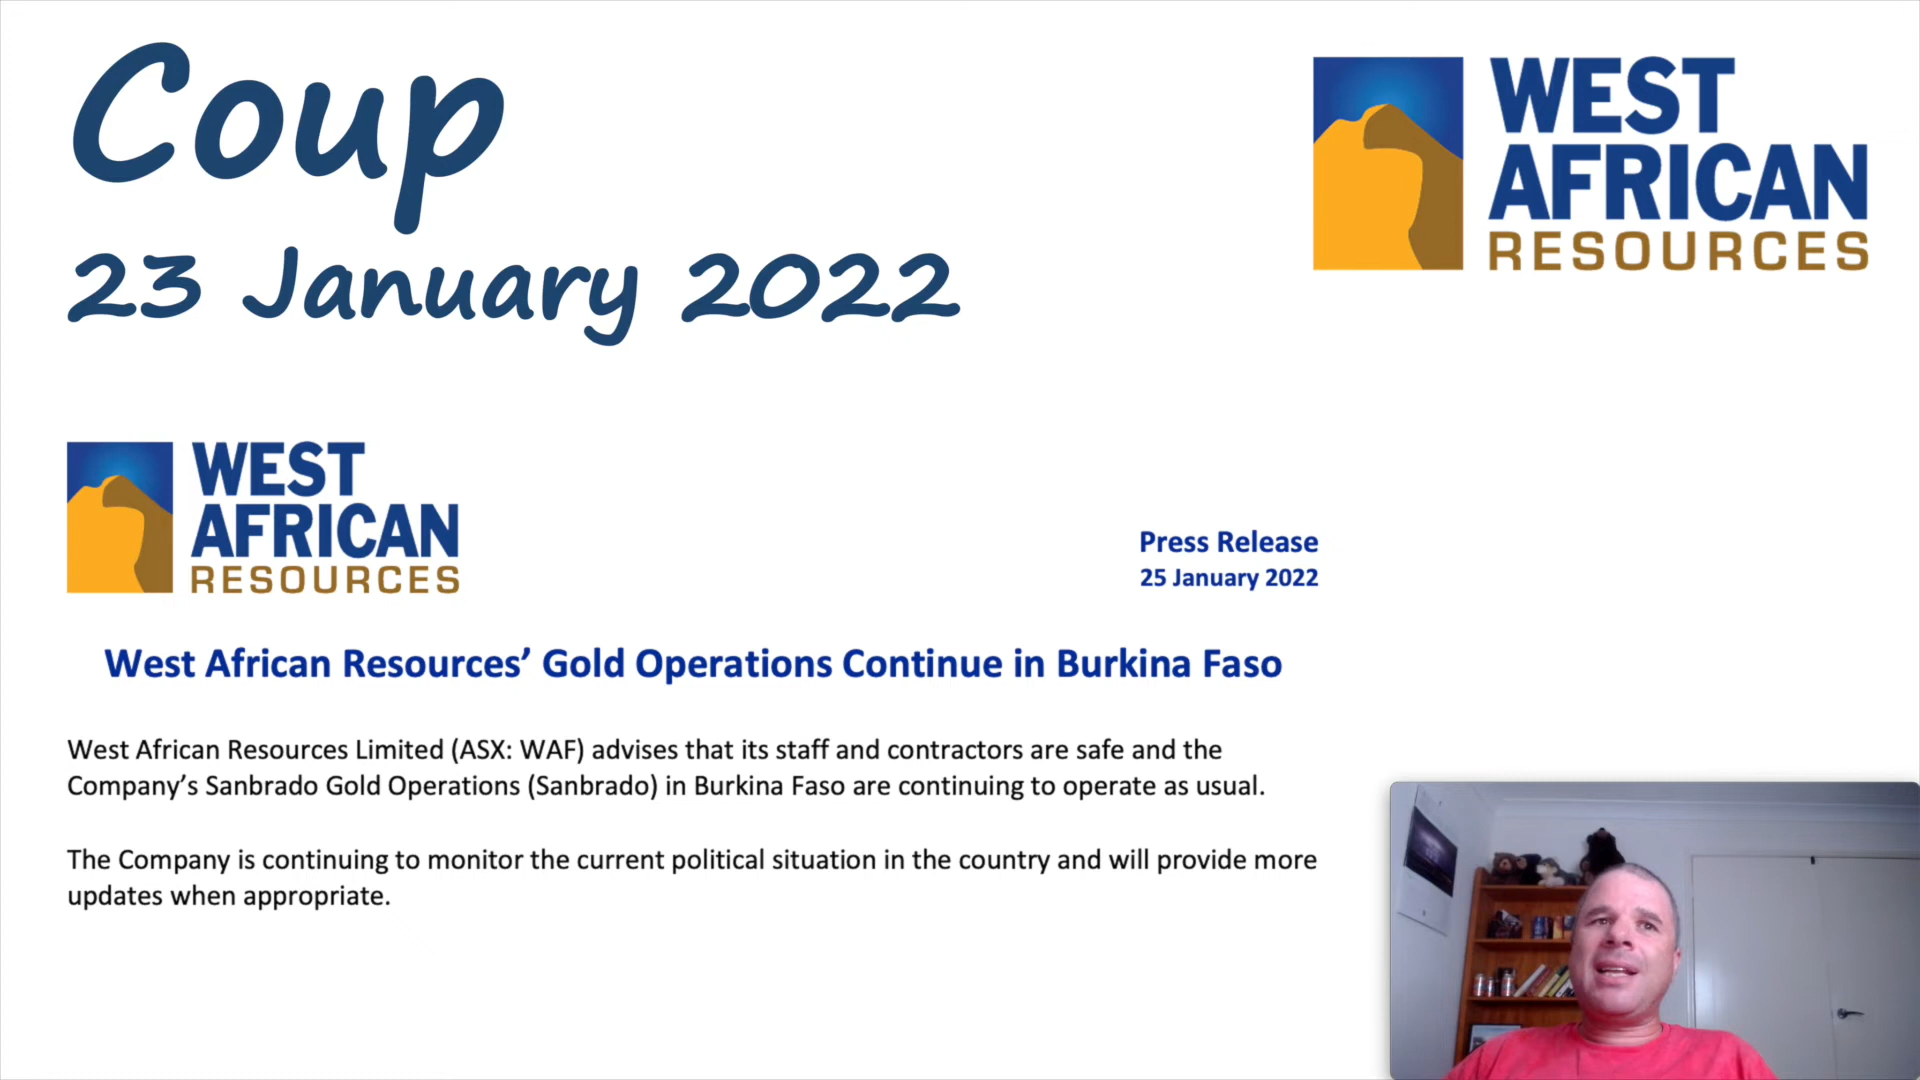 Coup
23 January 2022
WEST
AFRICAN
RESOURCES
WEST
AFRICAN
RESOURCES
Press Release
25 January 2022
West African Resources’ Gold Operations Continue in Burkina Faso
West African Resources Limited (ASX: WAF) advises that its staff and contractors are safe and the
Company’s Sanbrado Gold Operations (Sanbrado) in Burkina Faso are continuing to operate as usual.
The Company is continuing to monitor the current political situation in the country and will provide more
updates when appropriate.